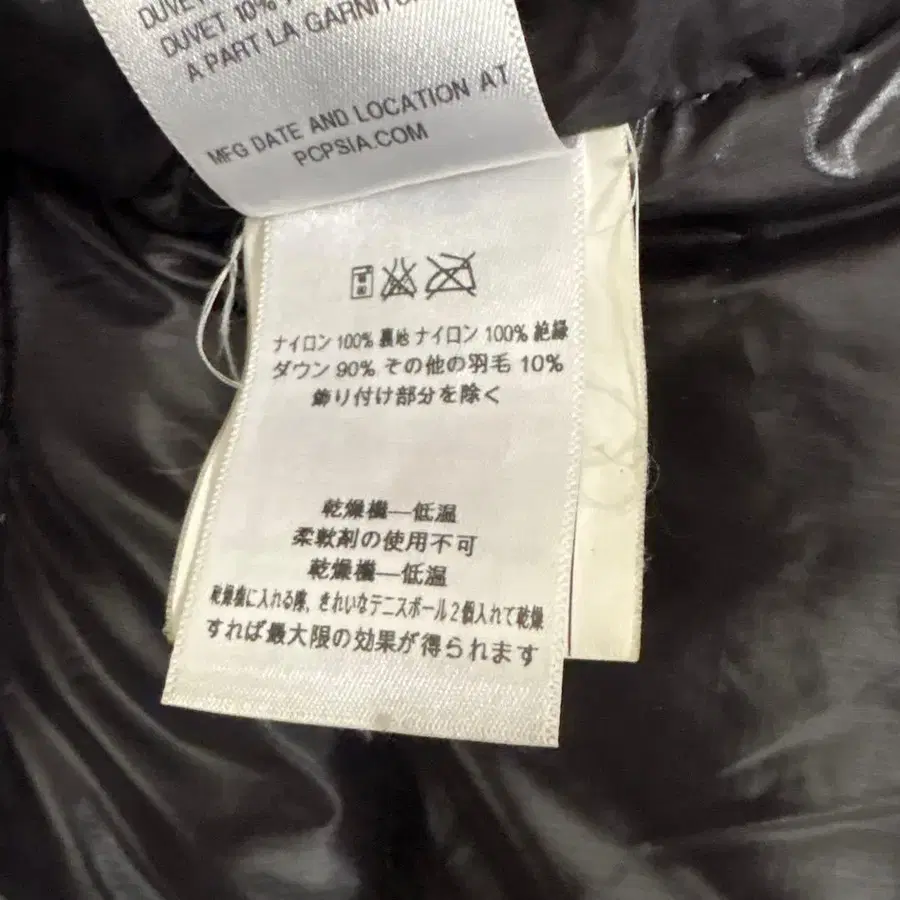 DUVET
DUVET 10%
A PART LA GARNITU
MFG DATE AND LOCATION AT
PCPSIA.COM
ナイロン 100% 裏地 ナイロン 100% 絶縁
ダウン 90% その他の羽毛 10%
飾り付け部分を除く
乾燥機—低温
柔軟剤の使用不可
乾燥機—低温
乾燥機に入れる際、きれいなテニスボール2個入れて乾燥
すれば最大限の効果が得られます